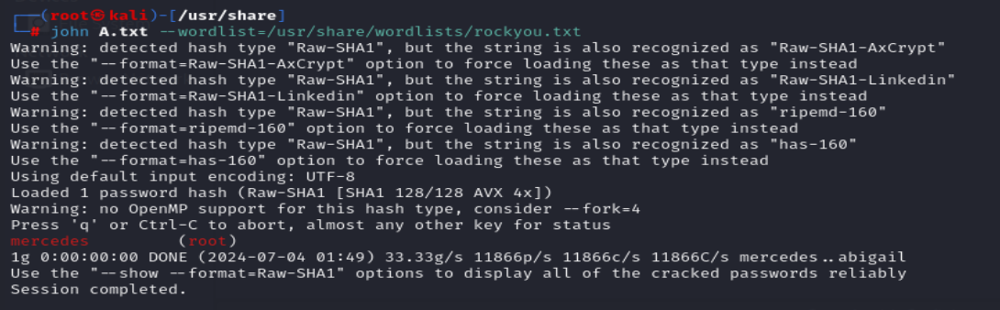 ┌──(root㉿kali)-[/usr/share]
└─# john A.txt --wordlist=/usr/share/wordlists/rockyou.txt
Warning: detected hash type "Raw-SHA1", but the string is also recognized as "Raw-SHA1-AxCrypt"
Use the "--format=Raw-SHA1-AxCrypt" option to force loading these as that type instead
Warning: detected hash type "Raw-SHA1", but the string is also recognized as "Raw-SHA1-Linkedin"
Use the "--format=Raw-SHA1-Linkedin" option to force loading these as that type instead
Warning: detected hash type "Raw-SHA1", but the string is also recognized as "ripemd-160"
Use the "--format=ripemd-160" option to force loading these as that type instead
Warning: detected hash type "Raw-SHA1", but the string is also recognized as "has-160"
Use the "--format=has-160" option to force loading these as that type instead
Using default input encoding: UTF-8
Loaded 1 password hash (Raw-SHA1 [SHA1 128/128 AVX 4x])
Warning: no OpenMP support for this hash type, consider --fork=4
Press 'q' or Ctrl-C to abort, almost any other key for status
mercedes         (root)
1g 0:00:00:00 DONE (2024-07-04 01:49) 33.33g/s 11866p/s 11866c/s 11866C/s mercedes..abigail
Use the "--show --format=Raw-SHA1" options to display all of the cracked passwords reliably
Session completed.